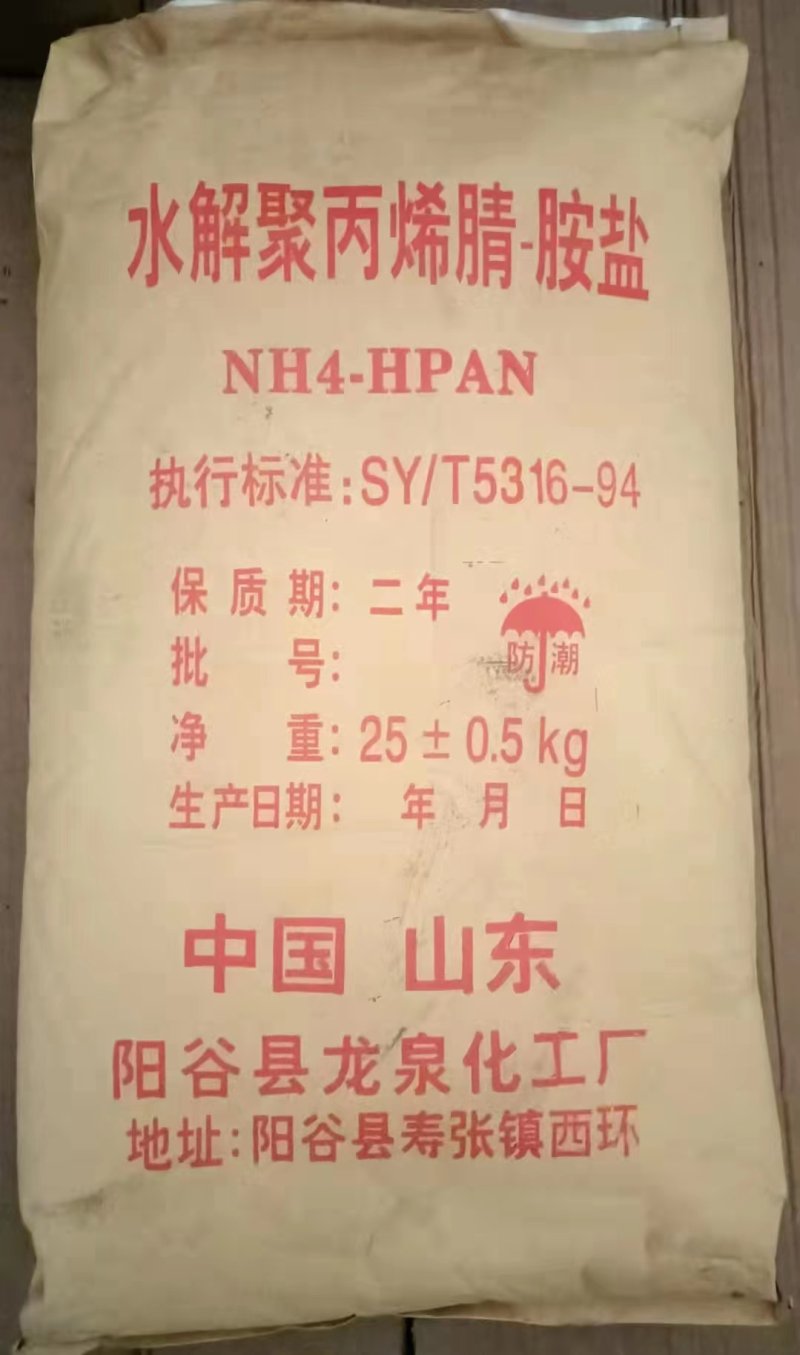 水解聚丙烯腈-胺盐
NH4-HPAN
执行标准:SY/T5316-94
保质期: 二年
防潮
批号:
净重: 25±0.5kg
生产日期: 年 月 日
中国 山东
阳谷县龙泉化工厂
地址:阳谷县寿张镇西环